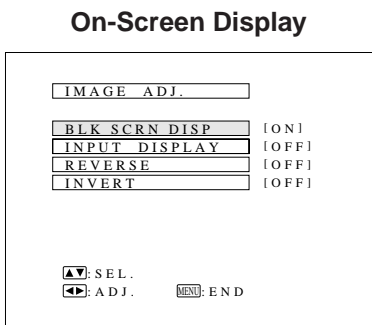 On-Screen Display
IMAGE ADJ.
BLK SCRN DISP [ON]
INPUT DISPLAY [OFF]
REVERSE [OFF]
INVERT [OFF]
▲▼:SEL.
◀▶:ADJ. MENU:END